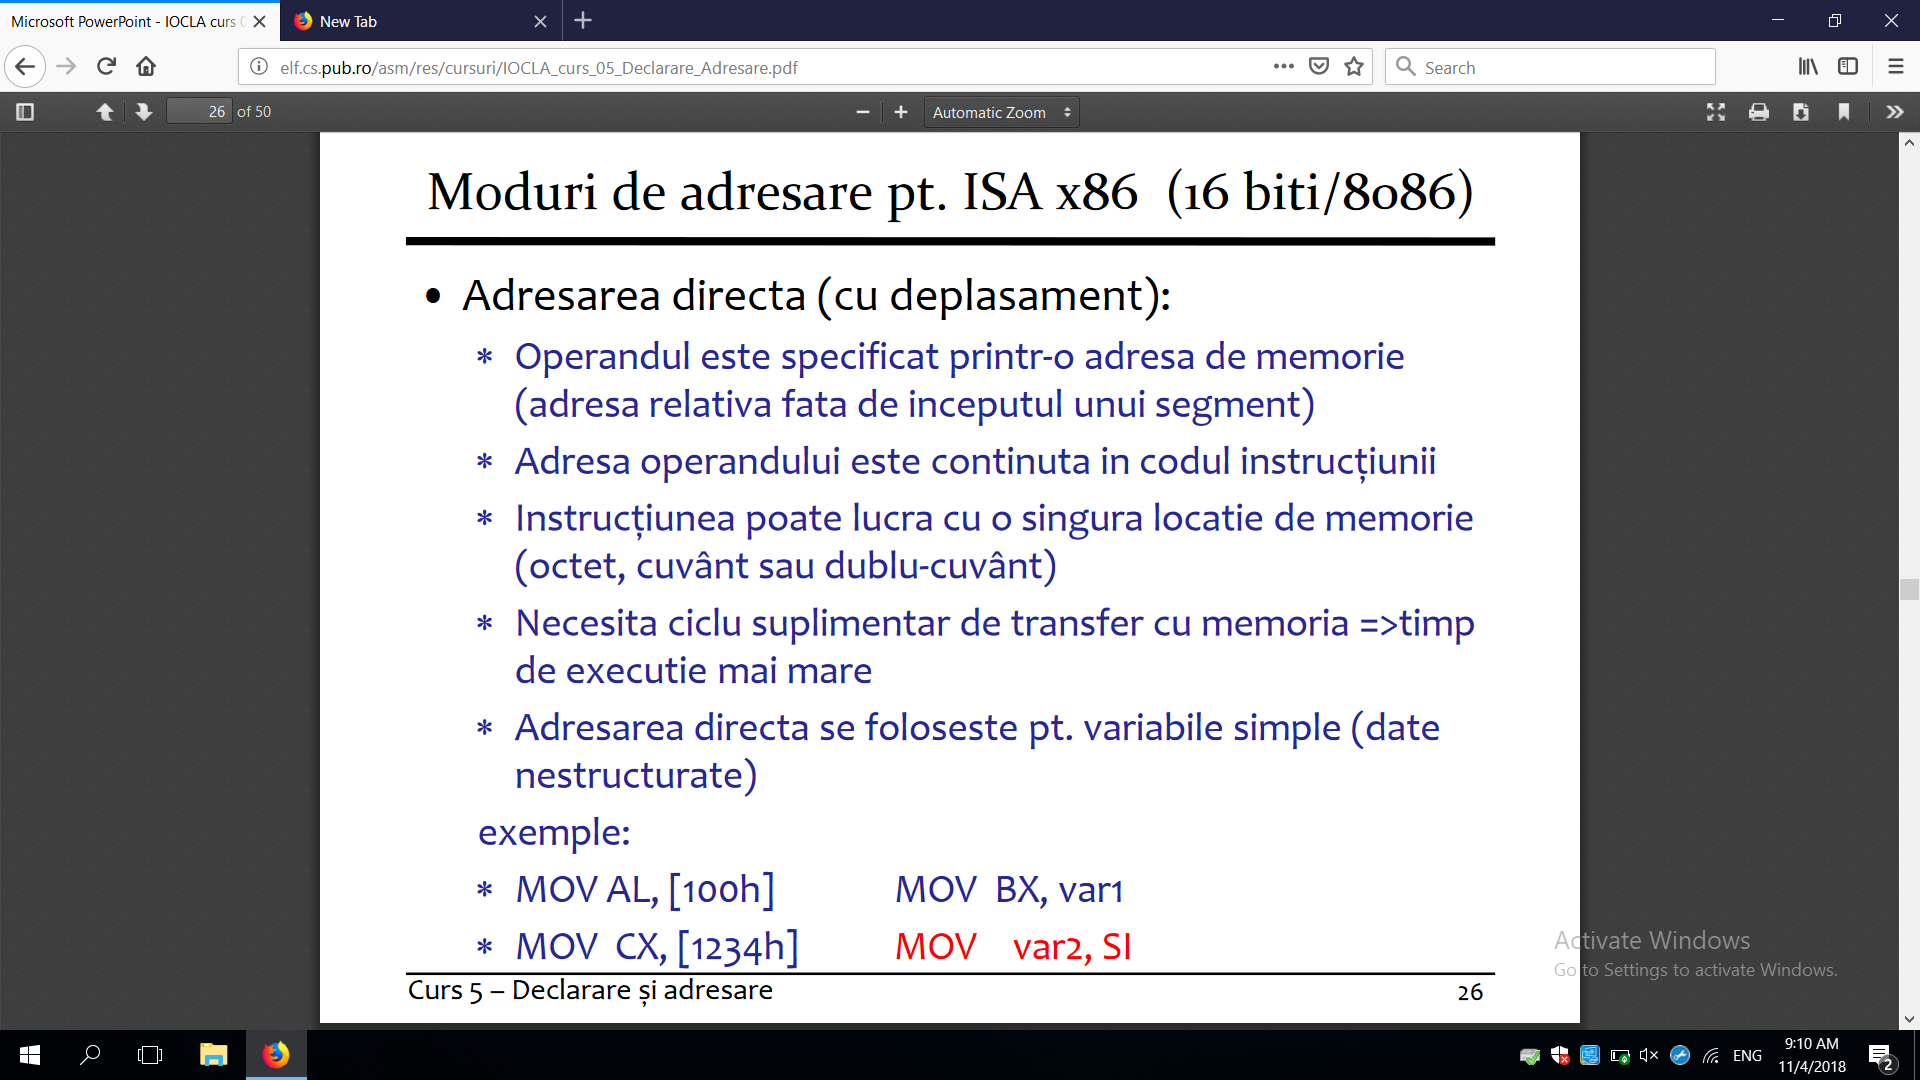 Microsoft PowerPoint - IOCLA curs
New Tab
elf.cs.pub.ro/asm/res/cursuri/IOCLA_curs_05_Declarare_Adresare.pdf
Search
26 of 50
Automatic Zoom
Moduri de adresare pt. ISA x86 (16 biti/8086)
• Adresarea directa (cu deplasament):
* Operandul este specificat printr-o adresa de memorie
(adresa relativa fata de inceputul unui segment)
* Adresa operandului este continuta in codul instrucțiunii
* Instrucțiunea poate lucra cu o singura locatie de memorie
(octet, cuvânt sau dublu-cuvânt)
* Necesita ciclu suplimentar de transfer cu memoria =>timp
de executie mai mare
* Adresarea directa se foloseste pt. variabile simple (date
nestructurate)
exemple:
* MOV AL, [100h] MOV BX, var1
* MOV CX, [1234h] MOV var2, SI
Curs 5 – Declarare și adresare
26
Activate Windows
Go to Settings to activate Windows.
ENG
9:10 AM
11/4/2018
2